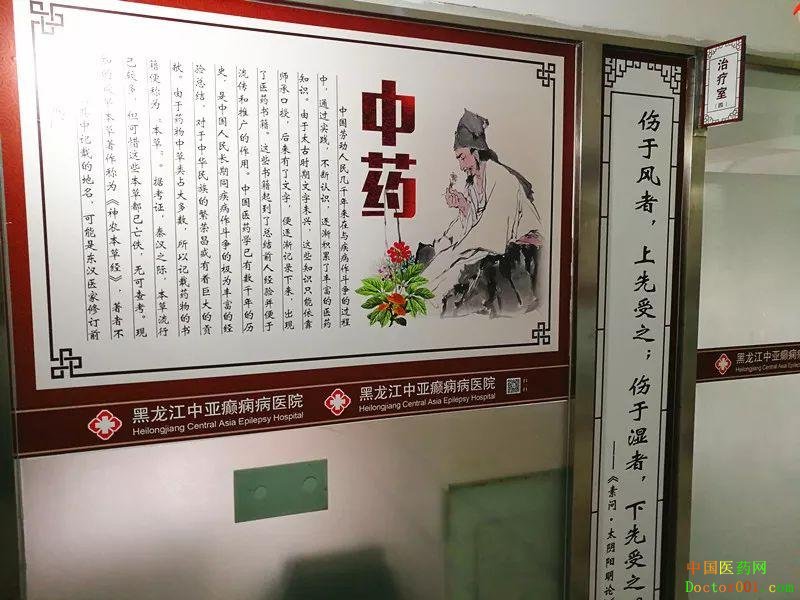 中药
中国劳动人民几千年来在与疾病作斗争的过程
中，通过实践，不断认识，逐渐积累了丰富的医药
知识。由于太古时期文字未兴，这些知识只能依靠
师承口授，后来有了文字，便逐渐记录下来，出现
了医药书籍。这些书籍起到了总结前人经验并便于
流传和推广的作用。中国医药学已有数千年的历
史，是中国人民长期同疾病作斗争的极为丰富的经
验总结，对于中华民族的繁荣昌盛有着巨大的贡
献。由于药物中草类占大多数，所以记载药物的书
籍便称为“本草”。据考证，秦汉之际，本草流行
已较多，但可惜这些本草都已亡佚，无可查考。现
知的最早本草著作称为《神农本草经》，著者不
书中记载的地名，可能是东汉医家修订前
黑龙江中亚癫痫病医院
Heilongjiang Central Asia Epilepsy Hospital
黑龙江中亚癫痫病医院
Heilongjiang Central Asia Epilepsy Hospital
伤于风者，上先受之；伤于湿者，下先受之
——《素问·太阴阳明论
治疗室
（四）
黑龙江中亚癫痫
Heilongjiang Central Asia Epile
中国医药网
Doctor001.com